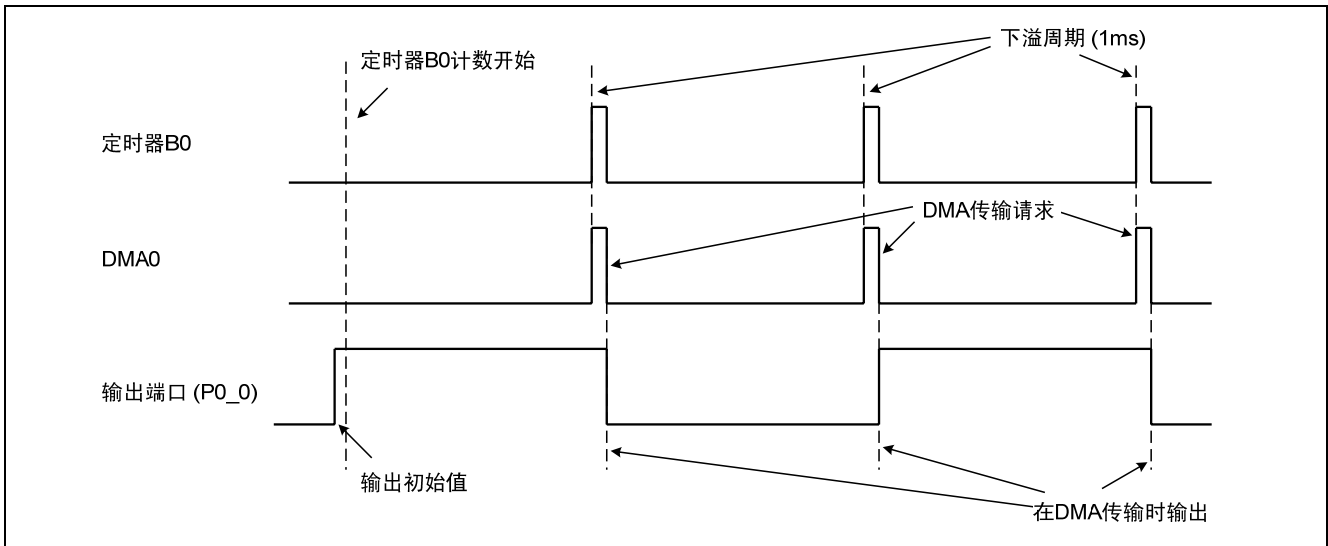 下溢周期 (1ms)
定时器B0计数开始
定时器B0
DMA传输请求
DMA0
输出端口 (P0_0)
输出初始值
在DMA传输时输出